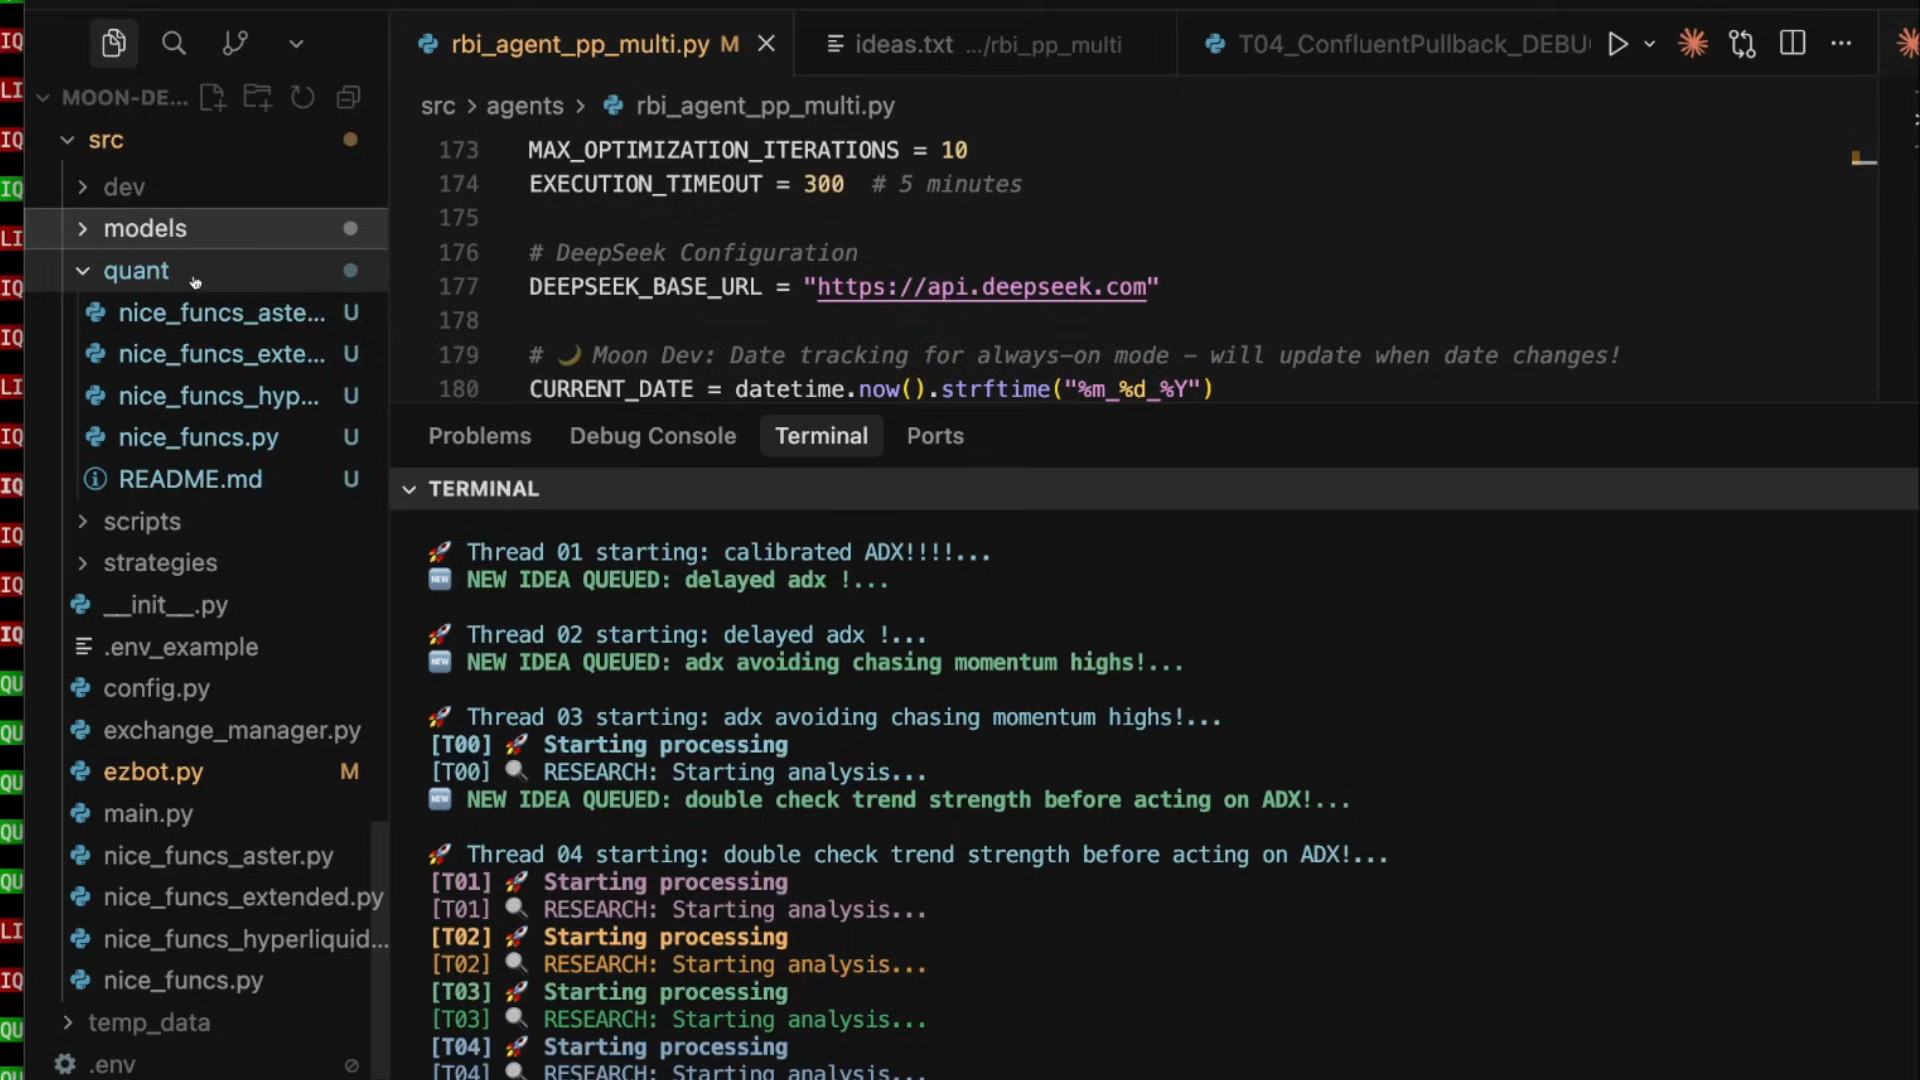 rbi_agent_pp_multi.py M
ideas.txt .../rbi_pp_multi
T04_ConfluentPullback_DEBU
MOON-DE...
src
dev
models
quant
nice_funcs_aste... U
nice_funcs_exte... U
nice_funcs_hyp... U
nice_funcs.py U
README.md U
scripts
strategies
__init__.py
.env_example
config.py
exchange_manager.py
ezbot.py M
main.py
nice_funcs_aster.py
nice_funcs_extended.py
nice_funcs_hyperliquid...
nice_funcs.py
temp_data
.env
src > agents > rbi_agent_pp_multi.py
173 MAX_OPTIMIZATION_ITERATIONS = 10
174 EXECUTION_TIMEOUT = 300 # 5 minutes
175
176 # DeepSeek Configuration
177 DEEPSEEK_BASE_URL = "https://api.deepseek.com"
178
179 # 🌙 Moon Dev: Date tracking for always-on mode - will update when date changes!
180 CURRENT_DATE = datetime.now().strftime("%m_%d_%Y")
Problems Debug Console Terminal Ports
TERMINAL
🚀 Thread 01 starting: calibrated ADX!!!!...
🆕 NEW IDEA QUEUED: delayed adx !...
🚀 Thread 02 starting: delayed adx !...
🆕 NEW IDEA QUEUED: adx avoiding chasing momentum highs!...
🚀 Thread 03 starting: adx avoiding chasing momentum highs!...
[T00] 🚀 Starting processing
[T00] 🔍 RESEARCH: Starting analysis...
🆕 NEW IDEA QUEUED: double check trend strength before acting on ADX!...
🚀 Thread 04 starting: double check trend strength before acting on ADX!...
[T01] 🚀 Starting processing
[T01] 🔍 RESEARCH: Starting analysis...
[T02] 🚀 Starting processing
[T02] 🔍 RESEARCH: Starting analysis...
[T03] 🚀 Starting processing
[T03] 🔍 RESEARCH: Starting analysis...
[T04] 🚀 Starting processing
[T04] 🔍 RESEARCH: Starting analysis...